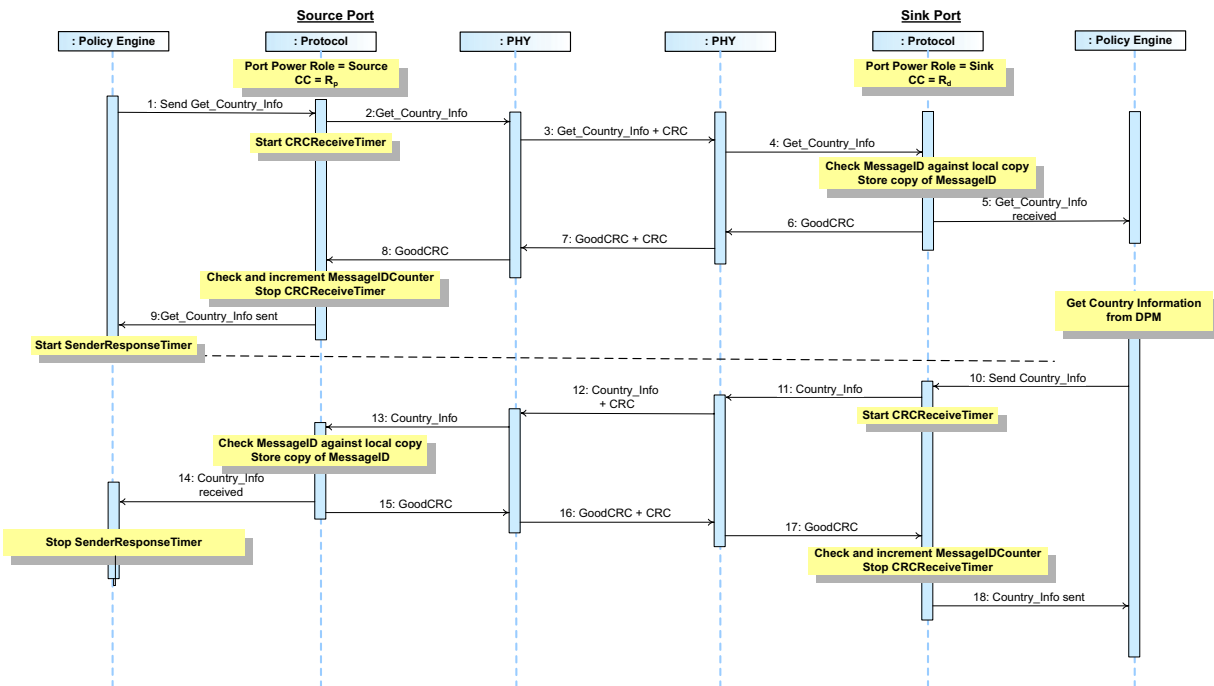 Source Port
Sink Port
: Policy Engine
: Protocol
: PHY
: PHY
: Protocol
: Policy Engine
Port Power Role = Source
CC = Rp
Port Power Role = Sink
CC = Rd
1: Send Get_Country_Info
2:Get_Country_Info
Start CRCReceiveTimer
3: Get_Country_Info + CRC
4: Get_Country_Info
Check MessageID against local copy
Store copy of MessageID
5: Get_Country_Info
received
6: GoodCRC
7: GoodCRC + CRC
8: GoodCRC
Check and increment MessageIDCounter
Stop CRCReceiveTimer
9:Get_Country_Info sent
Start SenderResponseTimer
Get Country Information
from DPM
10: Send Country_Info
11: Country_Info
Start CRCReceiveTimer
12: Country_Info
+ CRC
13: Country_Info
Check MessageID against local copy
Store copy of MessageID
14: Country_Info
received
15: GoodCRC
16: GoodCRC + CRC
17: GoodCRC
Stop SenderResponseTimer
Check and increment MessageIDCounter
Stop CRCReceiveTimer
18: Country_Info sent